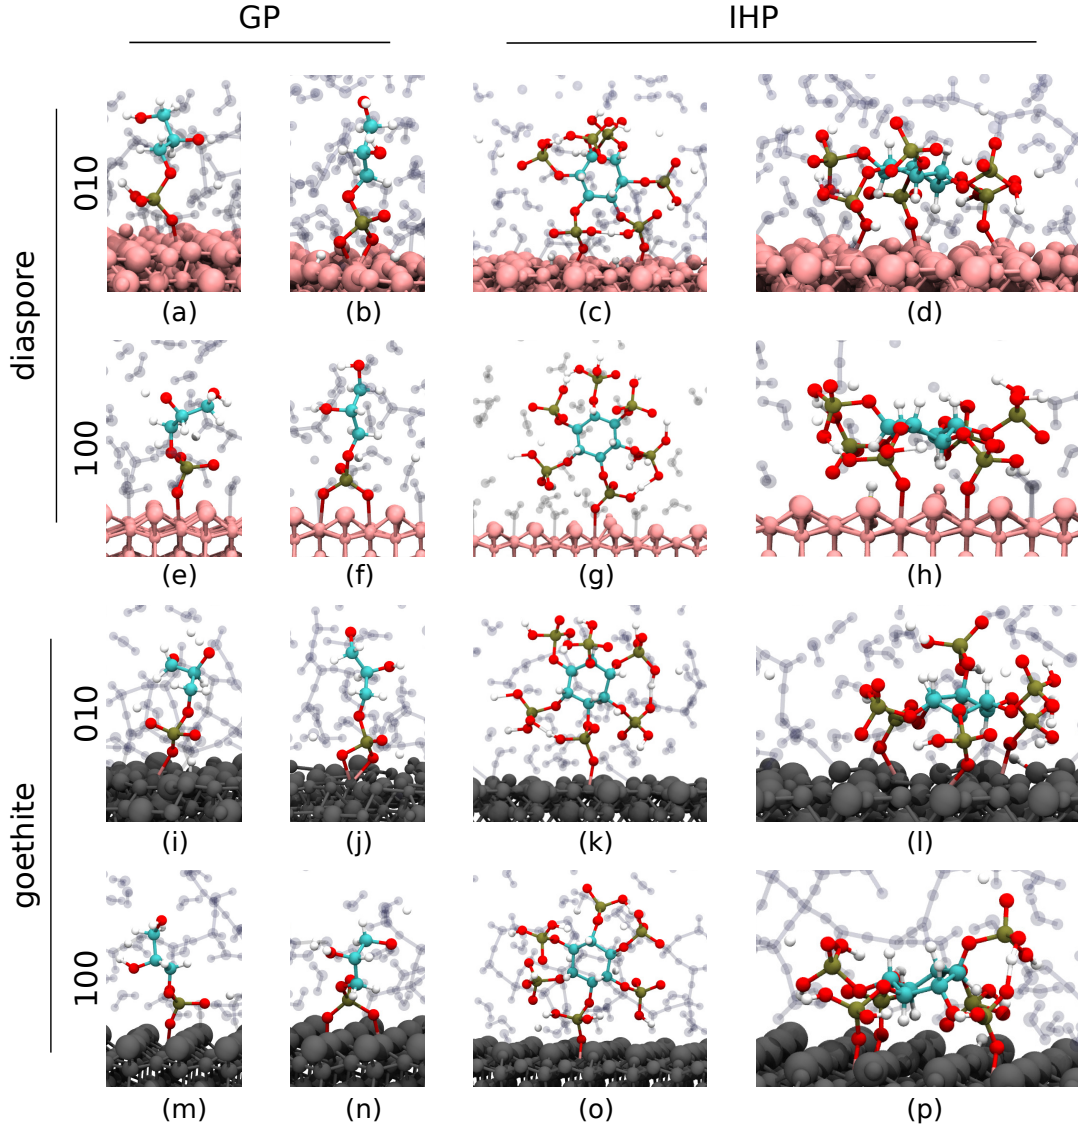 GP IHP
diaspore
010
(a) (b) (c) (d)
100
(e) (f) (g) (h)
goethite
010
(i) (j) (k) (l)
100
(m) (n) (o) (p)